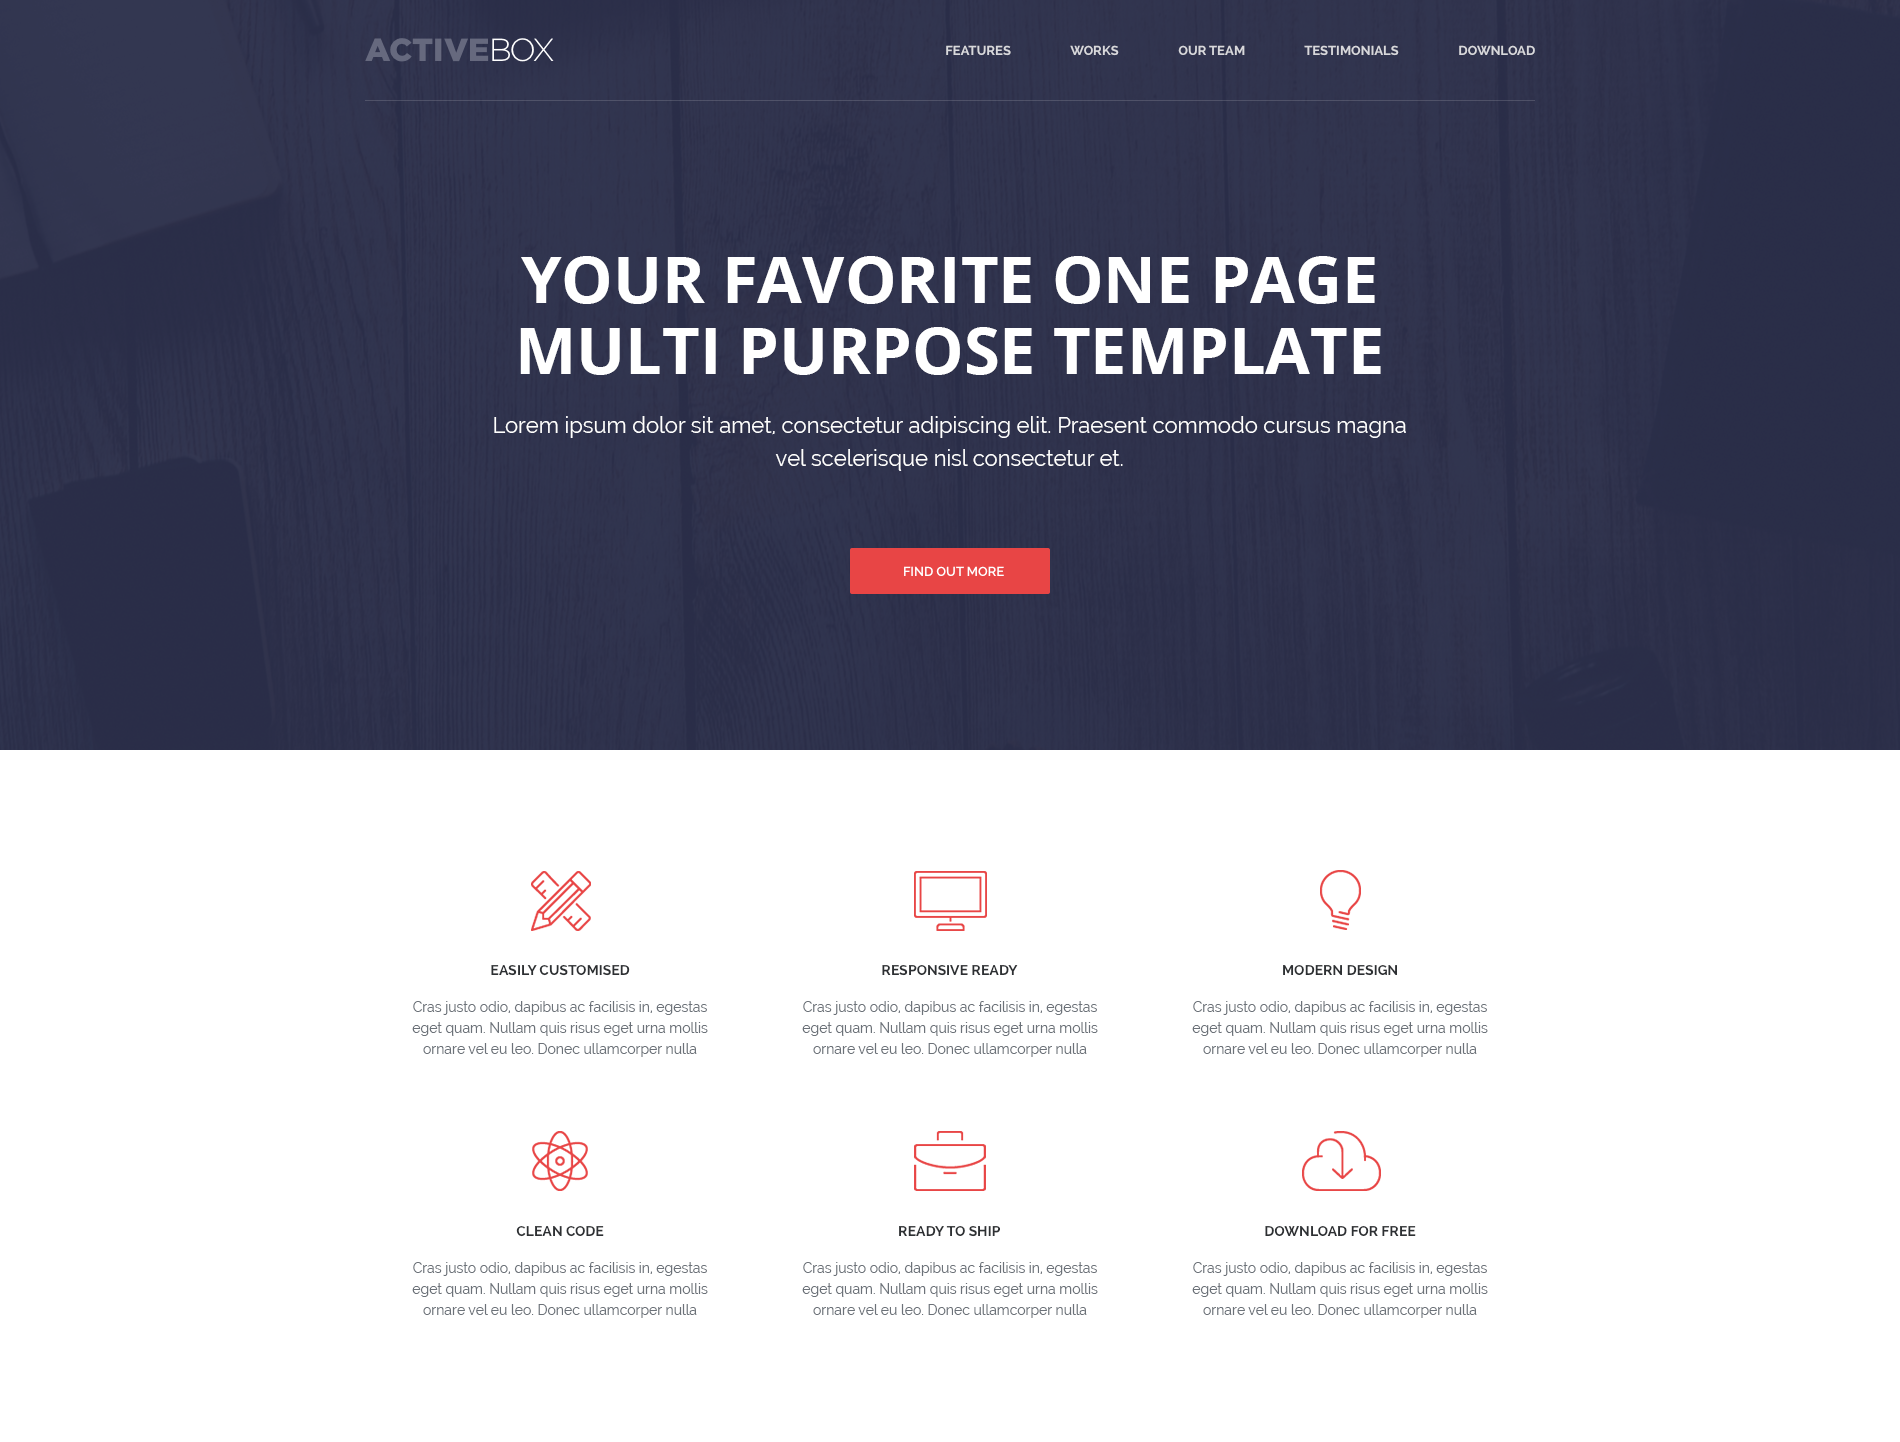 ACTIVEBOX
FEATURES WORKS OUR TEAM TESTIMONIALS DOWNLOAD
YOUR FAVORITE ONE PAGE
MULTI PURPOSE TEMPLATE
Lorem ipsum dolor sit amet, consectetur adipiscing elit. Praesent commodo cursus magna
vel scelerisque nisl consectetur et.
FIND OUT MORE
EASILY CUSTOMISED
Cras justo odio, dapibus ac facilisis in, egestas
eget quam. Nullam quis risus eget urna mollis
ornare vel eu leo. Donec ullamcorper nulla
RESPONSIVE READY
Cras justo odio, dapibus ac facilisis in, egestas
eget quam. Nullam quis risus eget urna mollis
ornare vel eu leo. Donec ullamcorper nulla
MODERN DESIGN
Cras justo odio, dapibus ac facilisis in, egestas
eget quam. Nullam quis risus eget urna mollis
ornare vel eu leo. Donec ullamcorper nulla
CLEAN CODE
Cras justo odio, dapibus ac facilisis in, egestas
eget quam. Nullam quis risus eget urna mollis
ornare vel eu leo. Donec ullamcorper nulla
READY TO SHIP
Cras justo odio, dapibus ac facilisis in, egestas
eget quam. Nullam quis risus eget urna mollis
ornare vel eu leo. Donec ullamcorper nulla
DOWNLOAD FOR FREE
Cras justo odio, dapibus ac facilisis in, egestas
eget quam. Nullam quis risus eget urna mollis
ornare vel eu leo. Donec ullamcorper nulla